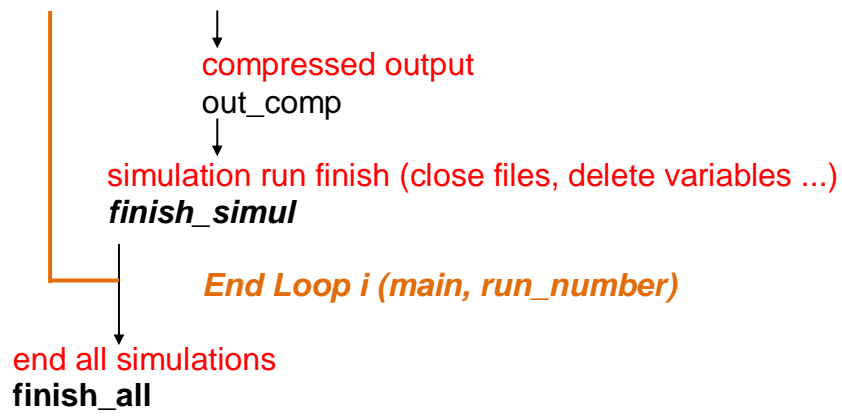 compressed output
out_comp
simulation run finish (close files, delete variables ...)
finish_simul
End Loop i (main, run_number)
end all simulations
finish_all